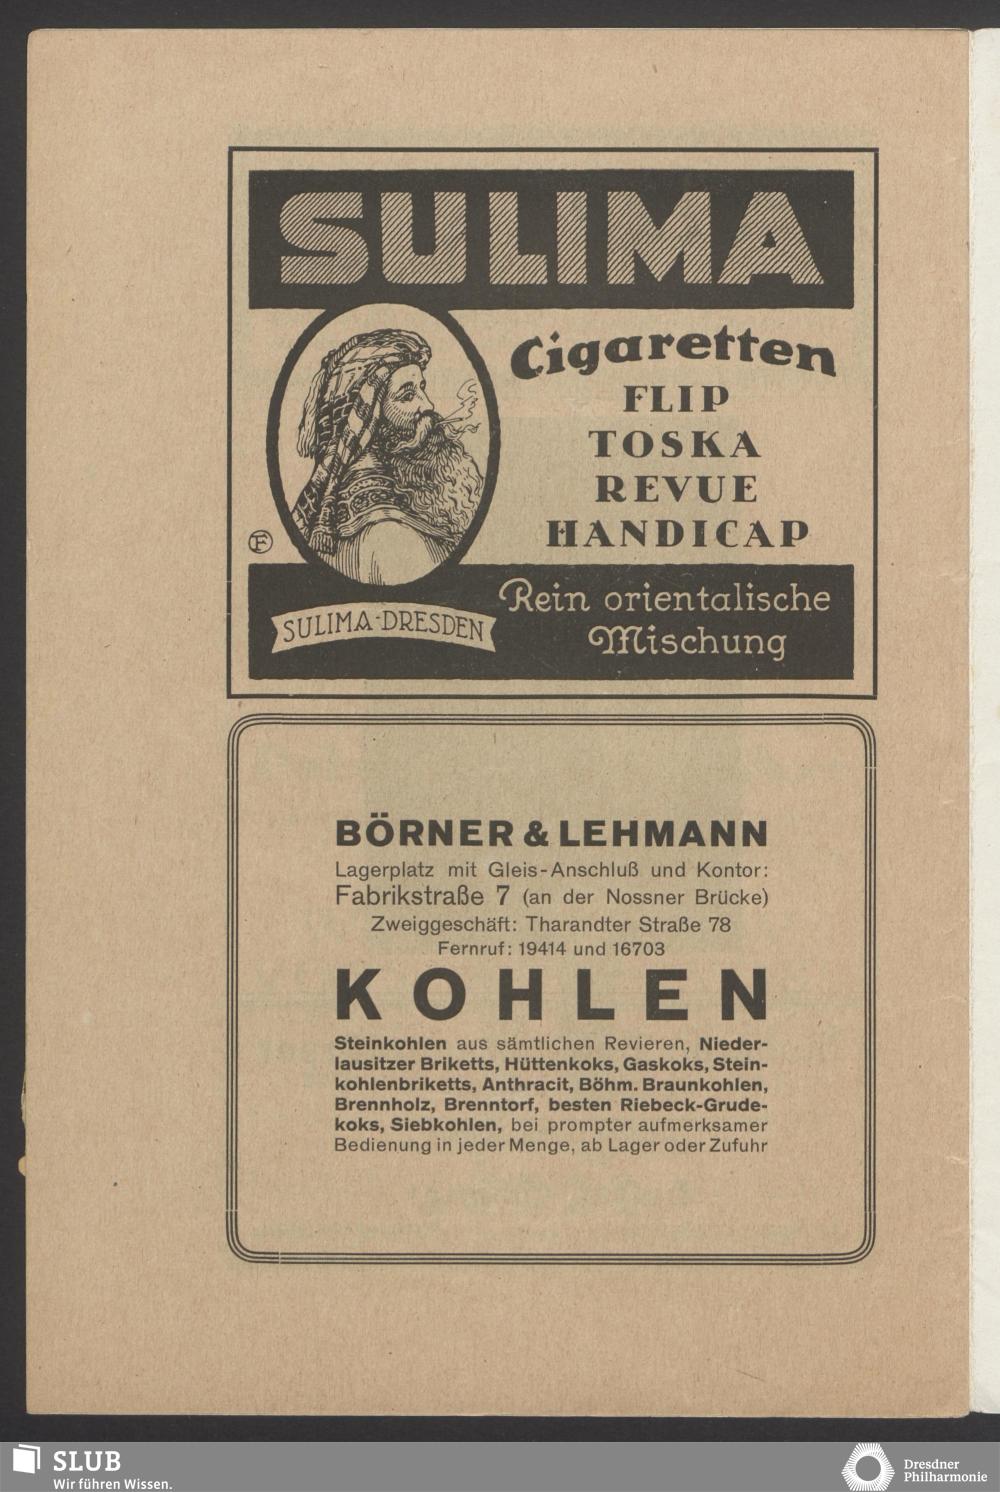 SULIMA
Cigaretten
FLIP
TOSKA
REVUE
HANDICAP
F
SULIMA-DRESDEN
Rein orientalische
Mischung
BÖRNER & LEHMANN
Lagerplatz mit Gleis-Anschluß und Kontor:
Fabrikstraße 7 (an der Nossner Brücke)
Zweiggeschäft: Tharandter Straße 78
Fernruf: 19414 und 16703
KOHLEN
Steinkohlen aus sämtlichen Revieren, Nieder-
lausitzer Briketts, Hüttenkoks, Gaskoks, Stein-
kohlenbriketts, Anthracit, Böhm. Braunkohlen,
Brennholz, Brenntorf, besten Riebeck-Grude-
koks, Siebkohlen, bei prompter aufmerksamer
Bedienung in jeder Menge, ab Lager oder Zufuhr
SLUB
Wir führen Wissen.
Dresdner
Philharmonie